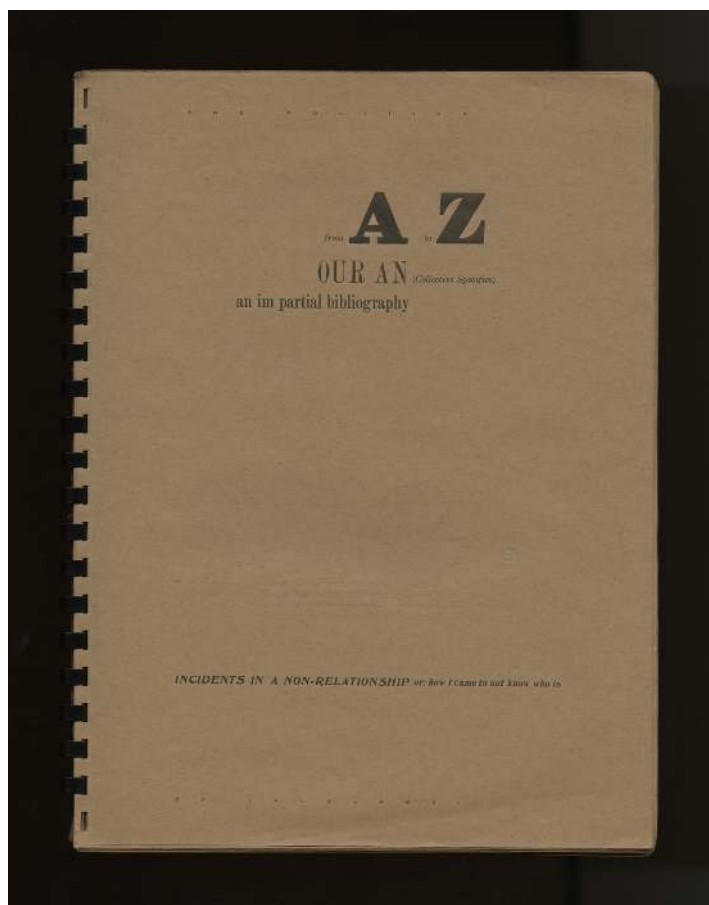 from A to Z
OUR AN (Collective Specifics)
an im partial bibliography
INCIDENTS IN A NON-RELATIONSHIP or: how I came to not know who is